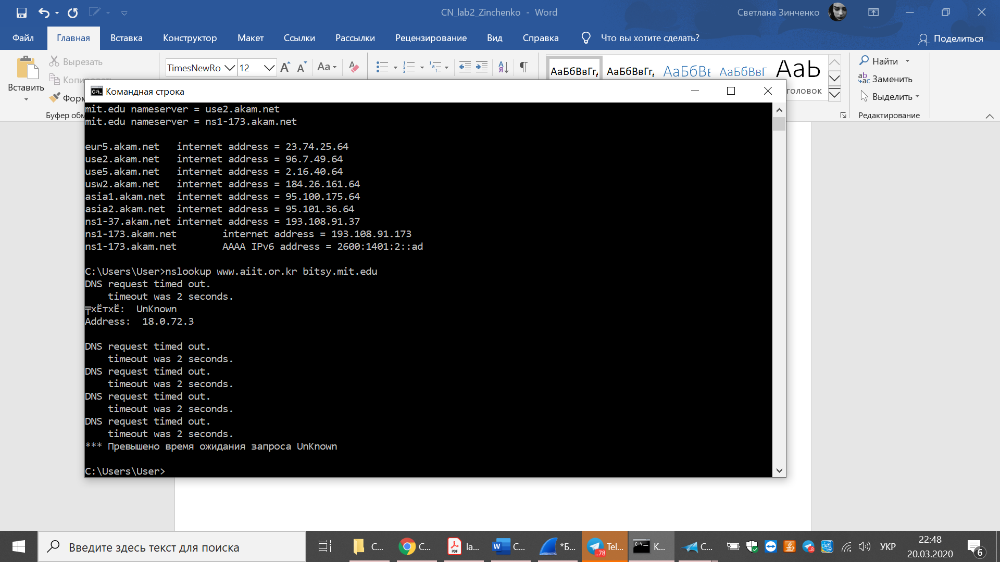 CN_lab2_Zinchenko - Word
Светлана Зинченко
Файл Главная Вставка Конструктор Макет Ссылки Рассылки Рецензирование Вид Справка Что вы хотите сделать? Поделиться
Вставить
Вырезать
Копировать
Форм
Буфер обм
TimesNewRo 12
Aa
АаБбВвГг, АаБбВвГг, АаБбВв АаБбВвГ АаЬ
головок
Найти
Заменить
Выделить
Редактирование
Командная строка
mit.edu nameserver = use2.akam.net
mit.edu nameserver = ns1-173.akam.net
eur5.akam.net internet address = 23.74.25.64
use2.akam.net internet address = 96.7.49.64
use5.akam.net internet address = 2.16.40.64
usw2.akam.net internet address = 184.26.161.64
asia1.akam.net internet address = 95.100.175.64
asia2.akam.net internet address = 95.101.36.64
ns1-37.akam.net internet address = 193.108.91.37
ns1-173.akam.net internet address = 193.108.91.173
ns1-173.akam.net AAAA IPv6 address = 2600:1401:2::ad
C:\Users\User>nslookup www.aiit.or.kr bitsy.mit.edu
DNS request timed out.
timeout was 2 seconds.
╤хЁтхЁ: UnKnown
Address: 18.0.72.3
DNS request timed out.
timeout was 2 seconds.
DNS request timed out.
timeout was 2 seconds.
DNS request timed out.
timeout was 2 seconds.
DNS request timed out.
timeout was 2 seconds.
*** Превышено время ожидания запроса UnKnown
C:\Users\User>
Введите здесь текст для поиска
С... С... la... С... *Б... Tel... К... С...
УКР
22:48
20.03.2020
6